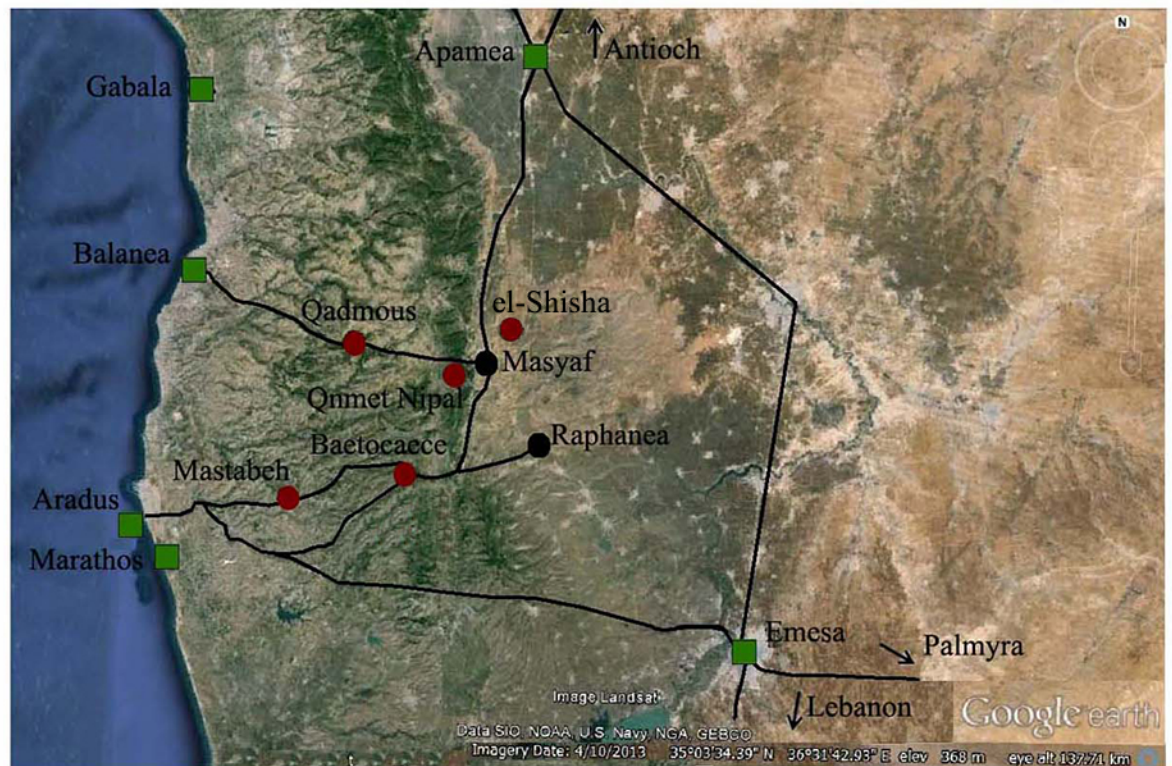 N
Apamea
Antioch
Gabala
Balanea
Qadmous
el-Shisha
Masyaf
Qnmet Nipal
Baetocaece
Raphanea
Mastabeh
Aradus
Marathos
Emesa
Palmyra
Lebanon
Image Landsat
Google earth
Data SIO, NOAA, U.S. Navy, NGA, GEBCO
Imagery Date: 4/10/2013 35°03'34.39" N 36°31'42.93" E elev 368 m eye alt 137.71 km